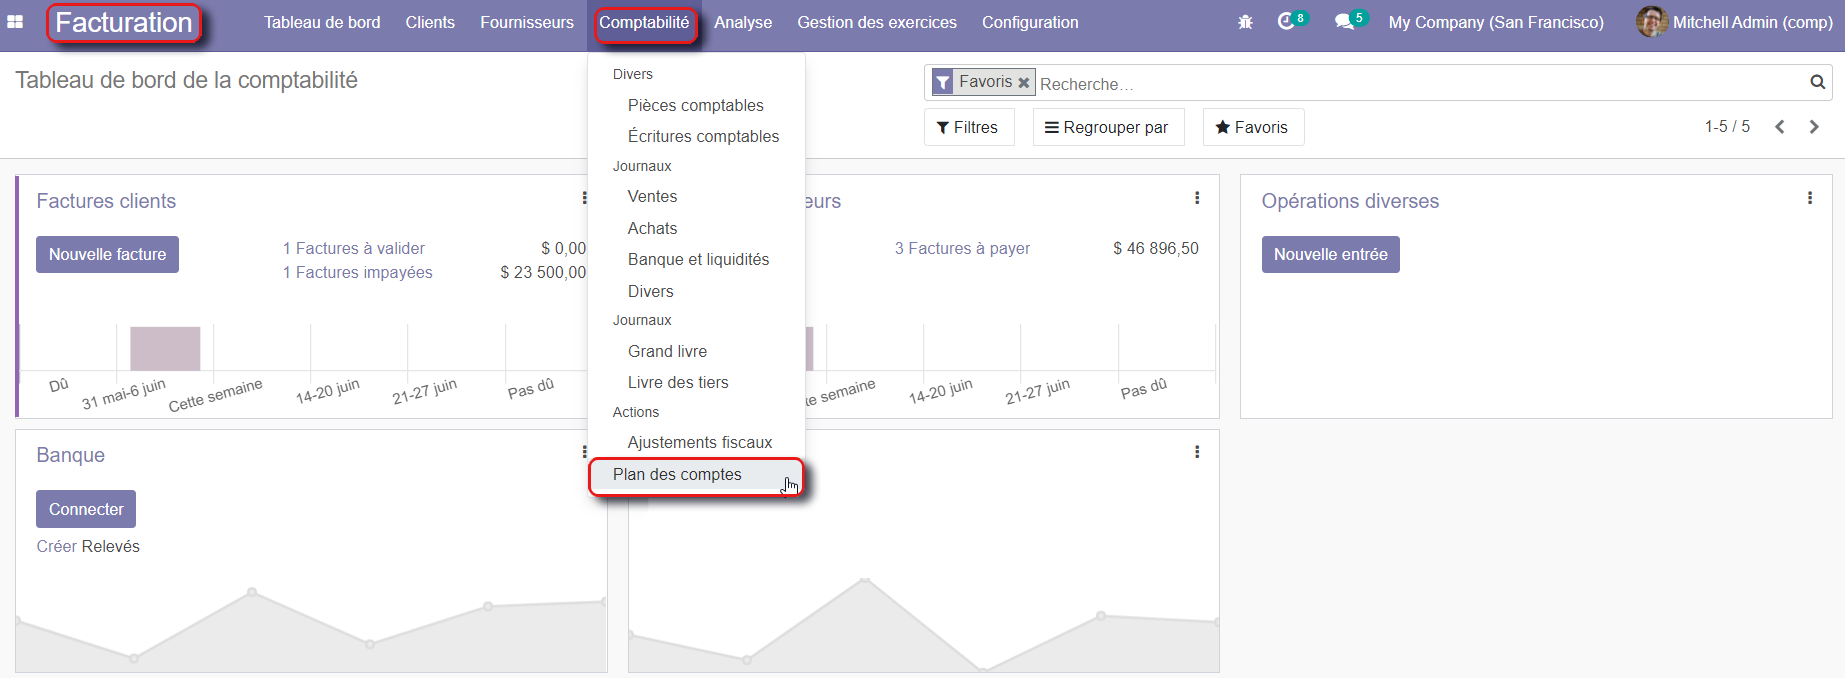 Facturation Tableau de bord Clients Fournisseurs Comptabilité Analyse Gestion des exercices Configuration 8 5 My Company (San Francisco) Mitchell Admin (comp)
Tableau de bord de la comptabilité
Favoris Recherche...
Filtres Regrouper par Favoris 1-5 / 5
Divers
Pièces comptables
Écritures comptables
Journaux
Ventes
Achats
Banque et liquidités
Divers
Journaux
Grand livre
Livre des tiers
Actions
Ajustements fiscaux
Plan des comptes
Factures clients
Nouvelle facture
1 Factures à valider $ 0,00
1 Factures impayées $ 23 500,00
Dû 31 mai-6 juin Cette semaine 14-20 juin 21-27 juin Pas dû
eurs
3 Factures à payer $ 46 896,50
te semaine 14-20 juin 21-27 juin Pas dû
Opérations diverses
Nouvelle entrée
Banque
Connecter
Créer Relevés